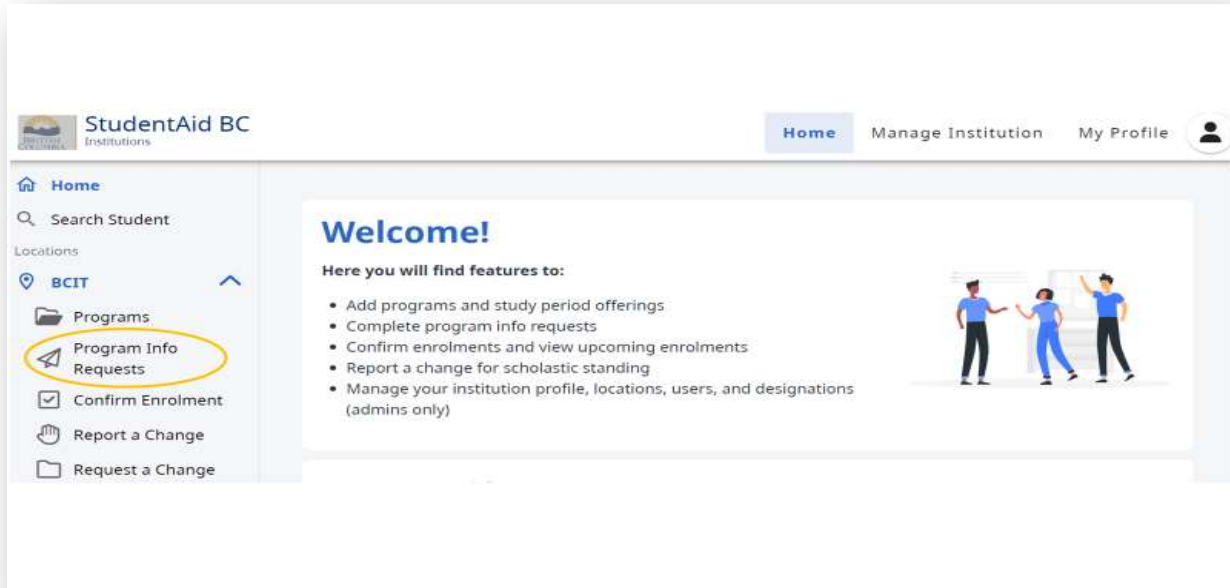 StudentAid BC
Institutions
Home Manage Institution My Profile
Home
Search Student
Locations
BCIT
Programs
Program Info
Requests
Confirm Enrolment
Report a Change
Request a Change
Welcome!
Here you will find features to:
• Add programs and study period offerings
• Complete program info requests
• Confirm enrolments and view upcoming enrolments
• Report a change for scholastic standing
• Manage your institution profile, locations, users, and designations
(admins only)